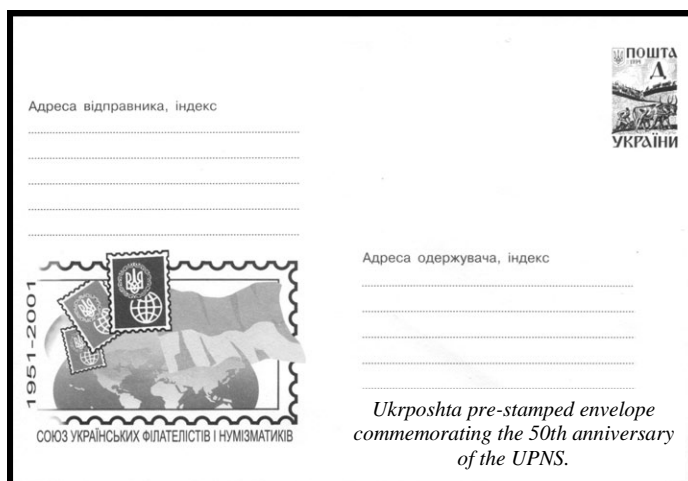 ПОШТА
1994
Д
УКРАЇНИ
Адреса відправника, індекс
Адреса одержувача, індекс
1951-2001
СОЮЗ УКРАЇНСЬКИХ ФІЛАТЕЛІСТІВ І НУМІЗМАТИКІВ
Ukrposhta pre-stamped envelope
commemorating the 50th anniversary
of the UPNS.